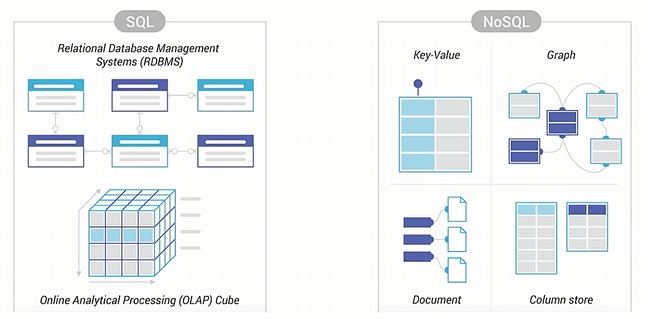 SQL
Relational Database Management
Systems (RDBMS)
Online Analytical Processing (OLAP) Cube
NoSQL
Key-Value
Graph
Document
Column store